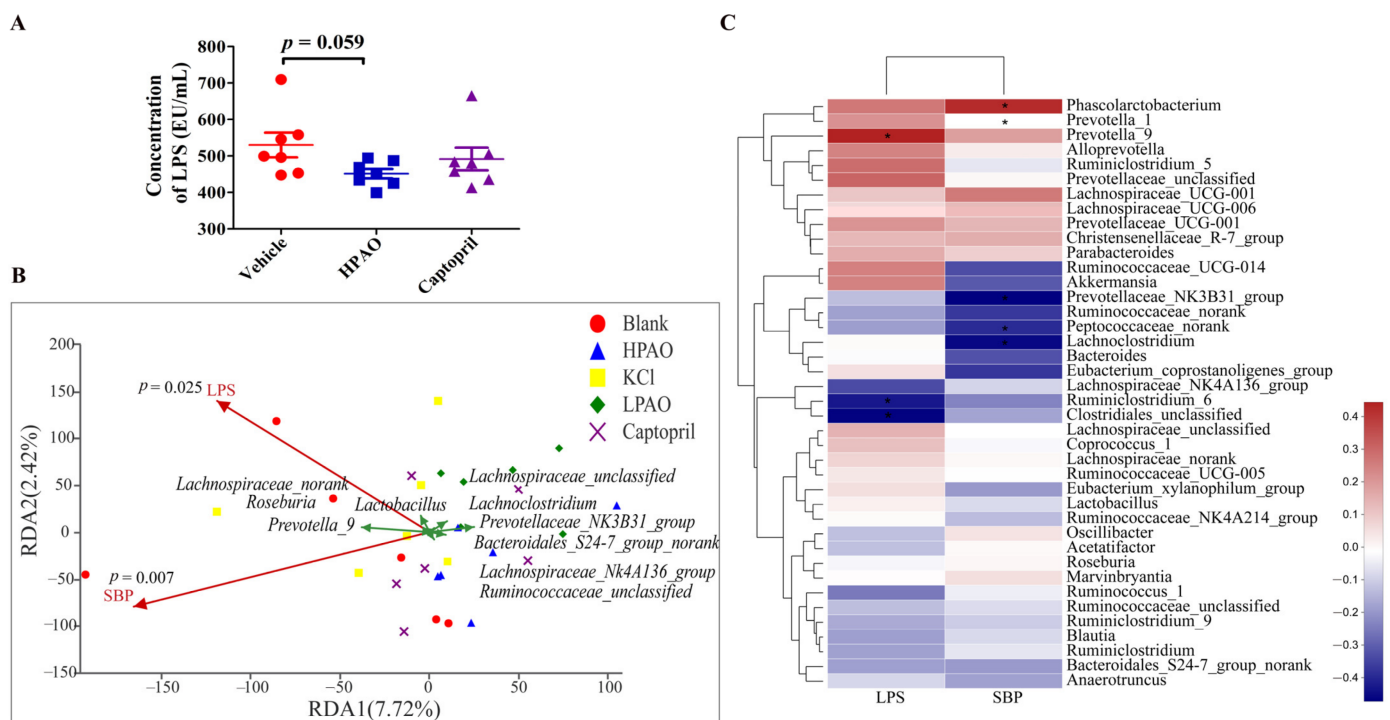 A
p = 0.059
Concentration
of LPS (EU/mL)
800
700
600
500
400
300
Vehicle
HPAO
Captopril
B
Blank
HPAO
KCl
LPAO
Captopril
RDA2(2.42%)
200
150
100
50
0
−50
−100
−150
p = 0.025 LPS
Lachnospiraceae_norank
Roseburia
Lactobacillus
Prevotella_9
Lachnospiraceae_unclassified
Lachnoclostridium
Prevotellaceae_NK3B31_group
Bacteroidales_S24-7_group_norank
Lachnospiraceae_Nk4A136_group
Ruminococcaceae_unclassified
p = 0.007
SBP
−150
−100
−50
0
50
100
RDA1(7.72%)
C
* Phascolarctobacterium
* Prevotella_1
* Prevotella_9
Alloprevotella
Ruminiclostridium_5
Prevotellaceae_unclassified
Lachnospiraceae_UCG-001
Lachnospiraceae_UCG-006
Prevotellaceae_UCG-001
Christensenellaceae_R-7_group
Parabacteroides
Ruminococcaceae_UCG-014
Akkermansia
* Prevotellaceae_NK3B31_group
Ruminococcaceae_norank
* Peptococcaceae_norank
* Lachnoclostridium
Bacteroides
Eubacterium_coprostanoligenes_group
Lachnospiraceae_NK4A136_group
* Ruminiclostridium_6
* Clostridiales_unclassified
Lachnospiraceae_unclassified
Coprococcus_1
Lachnospiraceae_norank
Ruminococcaceae_UCG-005
Eubacterium_xylanophilum_group
Lactobacillus
Ruminococcaceae_NK4A214_group
Oscillibacter
Acetatifactor
Roseburia
Marvinbryantia
Ruminococcus_1
Ruminococcaceae_unclassified
Ruminiclostridium_9
Blautia
Ruminiclostridium
Bacteroidales_S24-7_group_norank
Anaerotruncus
LPS
SBP
0.4
0.3
0.2
0.1
0.0
−0.1
−0.2
−0.3
−0.4